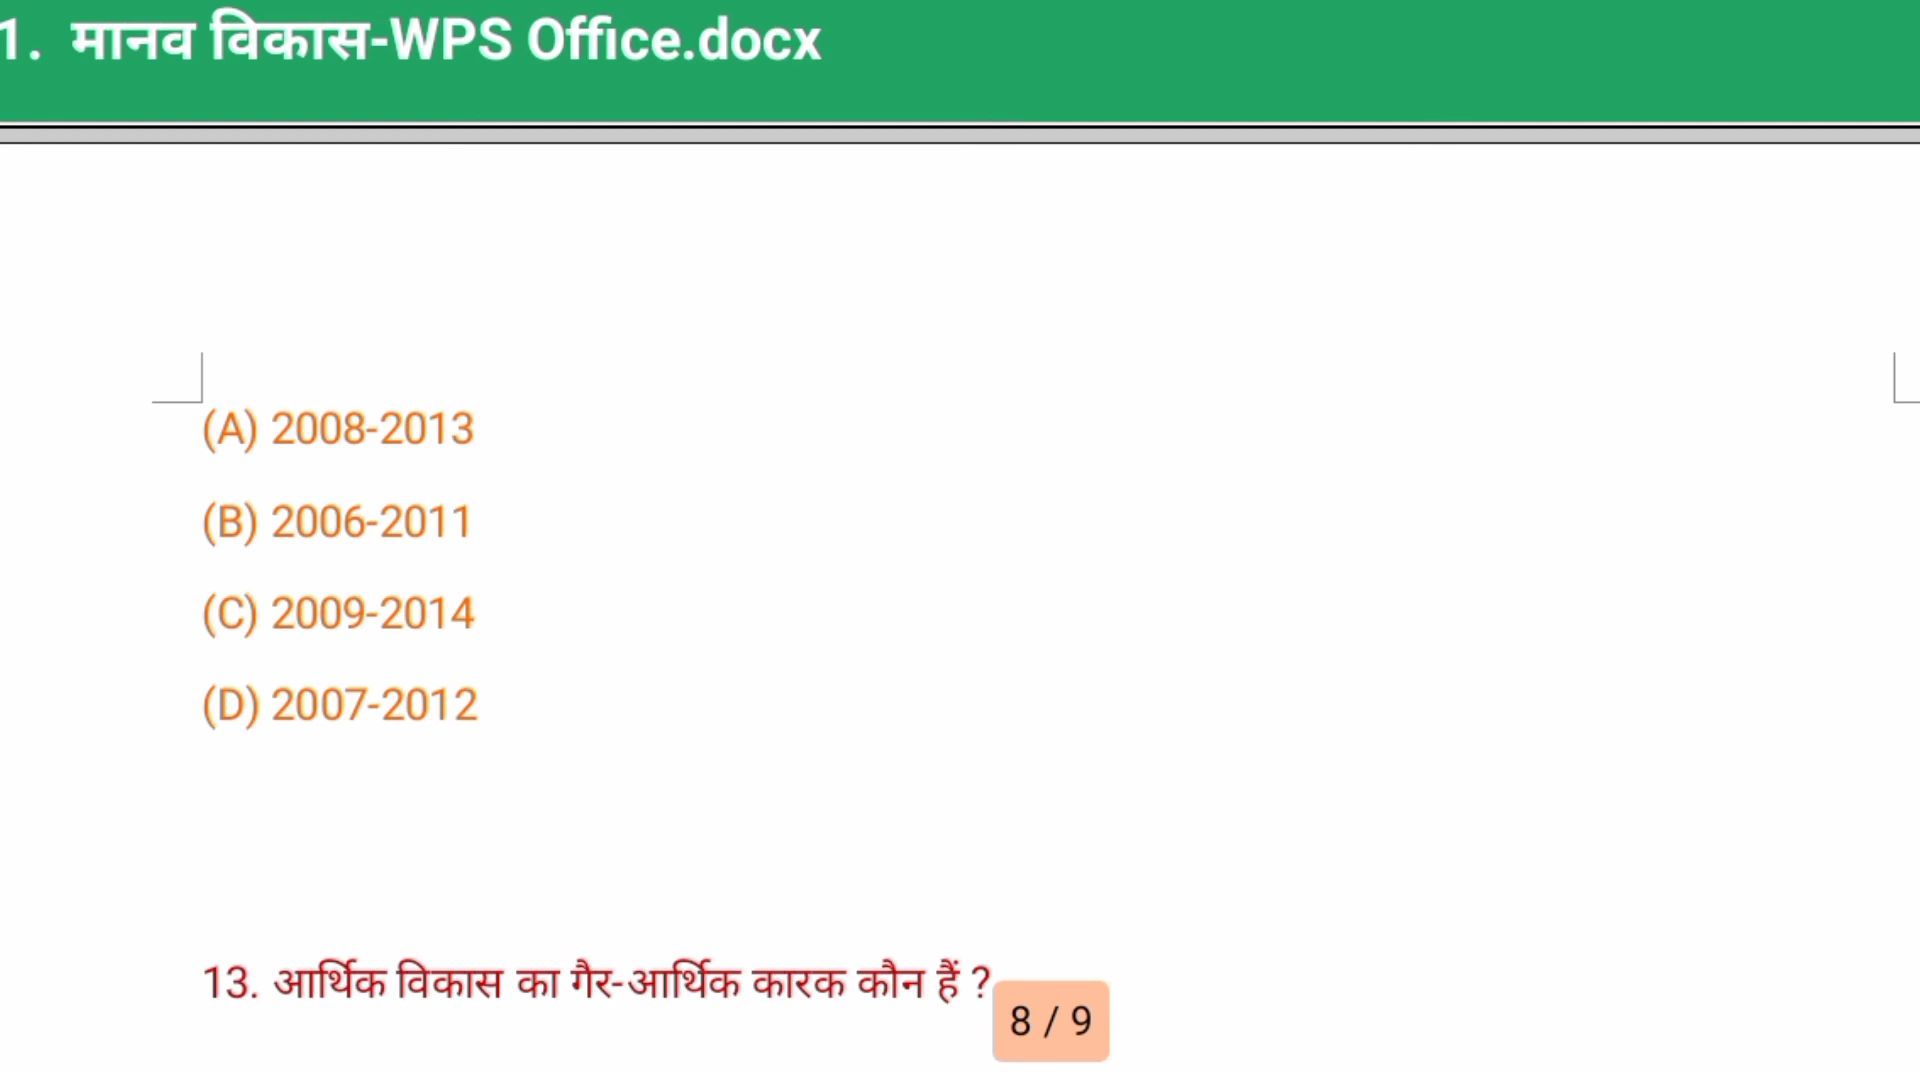 1. मानव विकास-WPS Office.docx
(A) 2008-2013
(B) 2006-2011
(C) 2009-2014
(D) 2007-2012
13. आर्थिक विकास का गैर-आर्थिक कारक कौन हैं ?
8 / 9